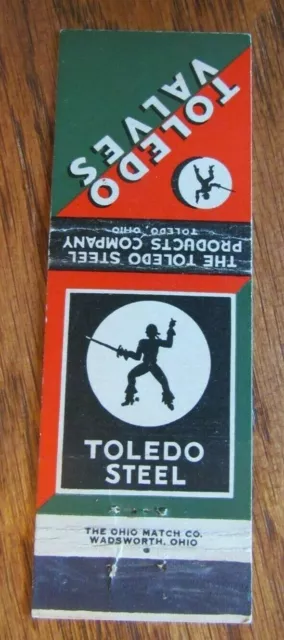 TOLEDO
VALVES
THE TOLEDO STEEL
PRODUCTS COMPANY
TOLEDO, OHIO
TOLEDO
STEEL
THE OHIO MATCH CO.
WADSWORTH, OHIO